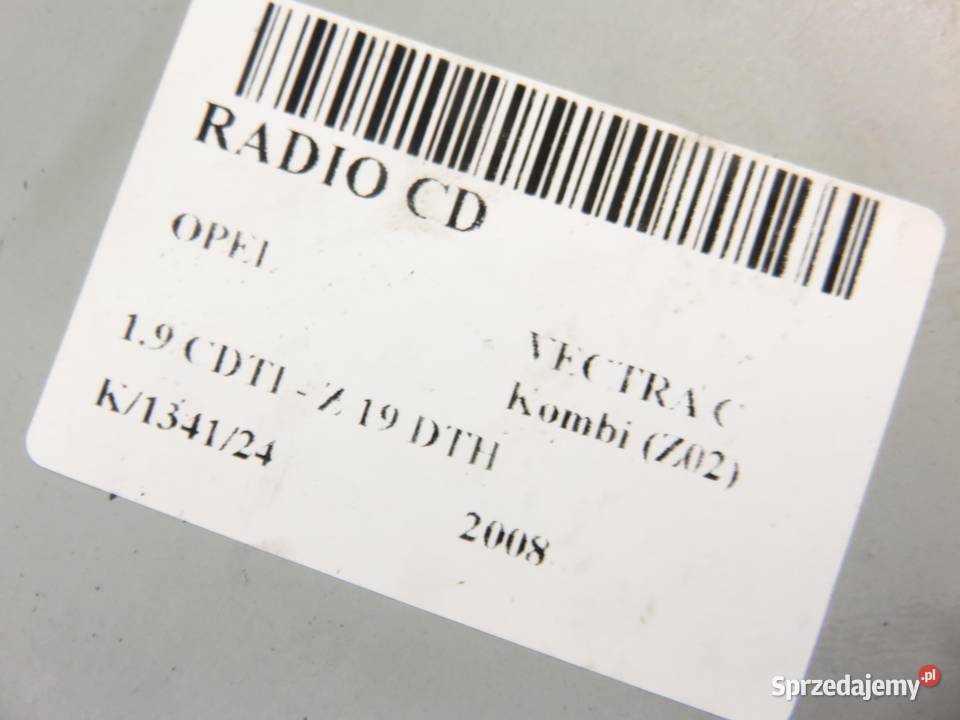 RADIO CD
OPEL
VECTRA C
Kombi (Z02)
1.9 CDTI - Z 19 DTH
K/1341/24
2008
Sprzedajemy.pl